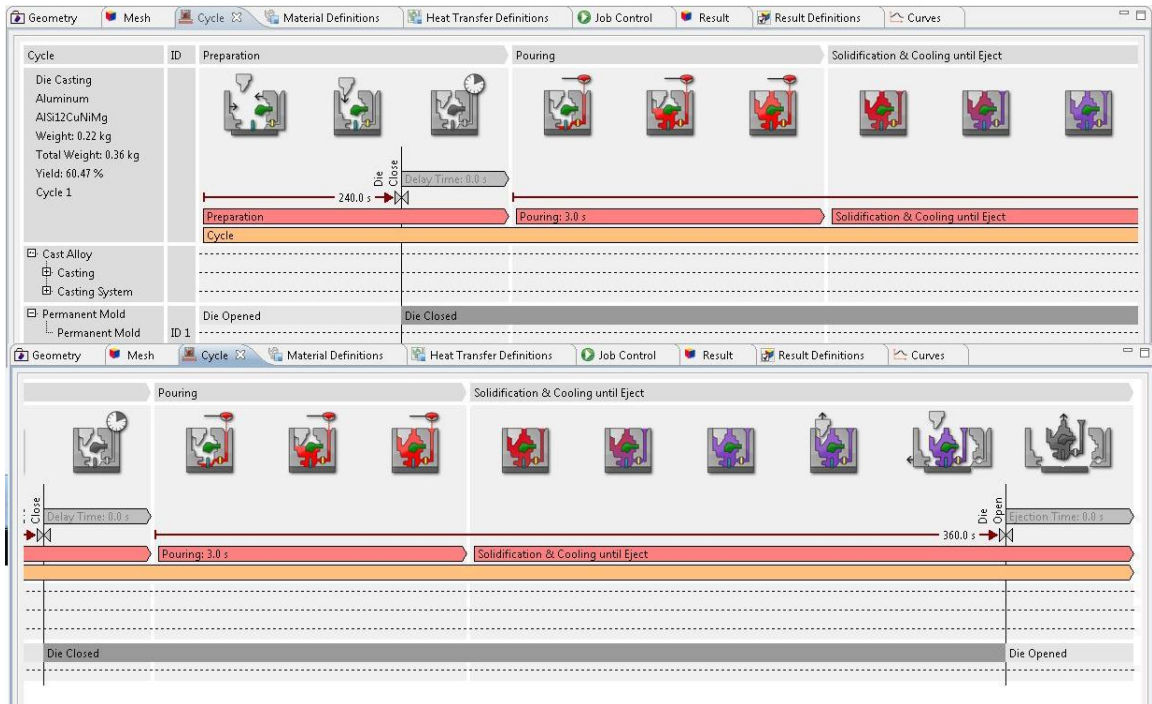 Geometry Mesh Cycle Material Definitions Heat Transfer Definitions Job Control Result Result Definitions Curves
Cycle ID Preparation Pouring Solidification & Cooling until Eject
Die Casting
Aluminum
AlSi12CuNiMg
Weight: 0.22 kg
Total Weight: 0.36 kg
Yield: 60.47 %
Cycle 1
Die Close
Delay Time: 0.0 s
240.0 s
Preparation Pouring: 3.0 s Solidification & Cooling until Eject
Cycle
Cast Alloy
Casting
Casting System
Permanent Mold Die Opened Die Closed
Permanent Mold ID 1
Geometry Mesh Cycle Material Definitions Heat Transfer Definitions Job Control Result Result Definitions Curves
Pouring Solidification & Cooling until Eject
Close
Delay Time: 0.0 s
Die Open
Ejection Time: 0.0 s
360.0 s
Pouring: 3.0 s Solidification & Cooling until Eject
Die Closed Die Opened